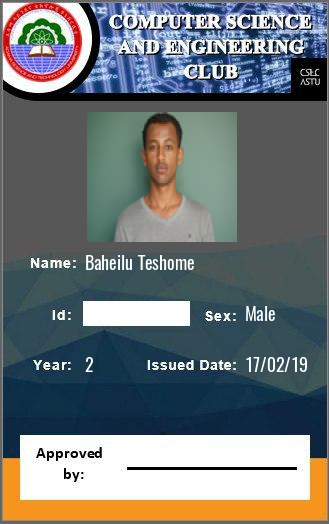 COMPUTER SCIENCE
AND ENGINEERING
CLUB
CSEC
ASTU
Name: Baheilu Teshome
Id:
Sex: Male
Year: 2
Issued Date: 17/02/19
Approved
by: